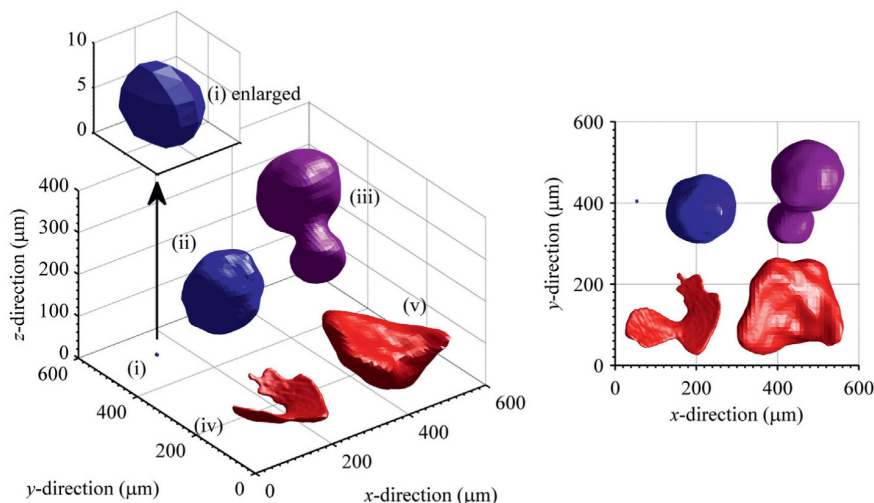 10
5
0
(i) enlarged
400
300
200
100
0
z-direction (μm)
(i)
(ii)
(iii)
(iv)
(v)
600
400
200
0
y-direction (μm)
0
200
400
600
x-direction (μm)
600
400
200
0
y-direction (μm)
0 200 400 600
x-direction (μm)